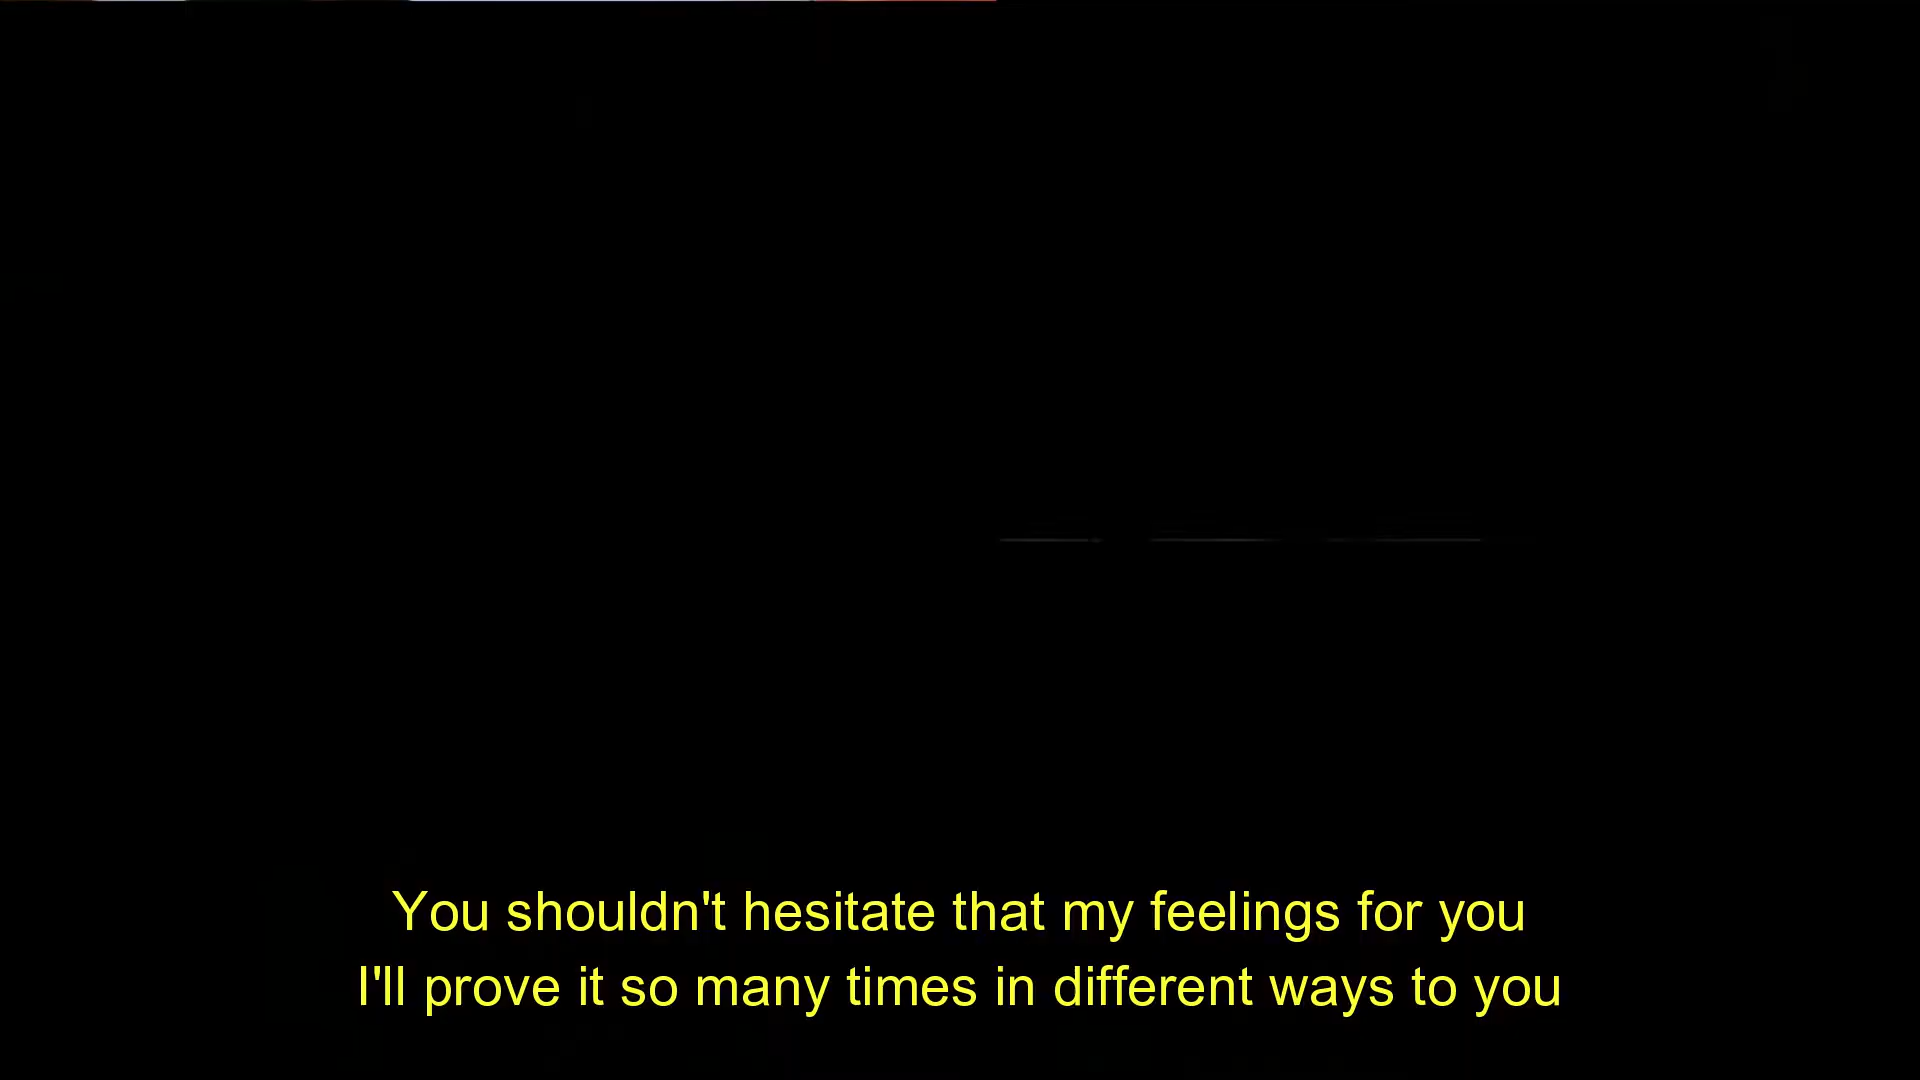 You shouldn't hesitate that my feelings for you
I'll prove it so many times in different ways to you